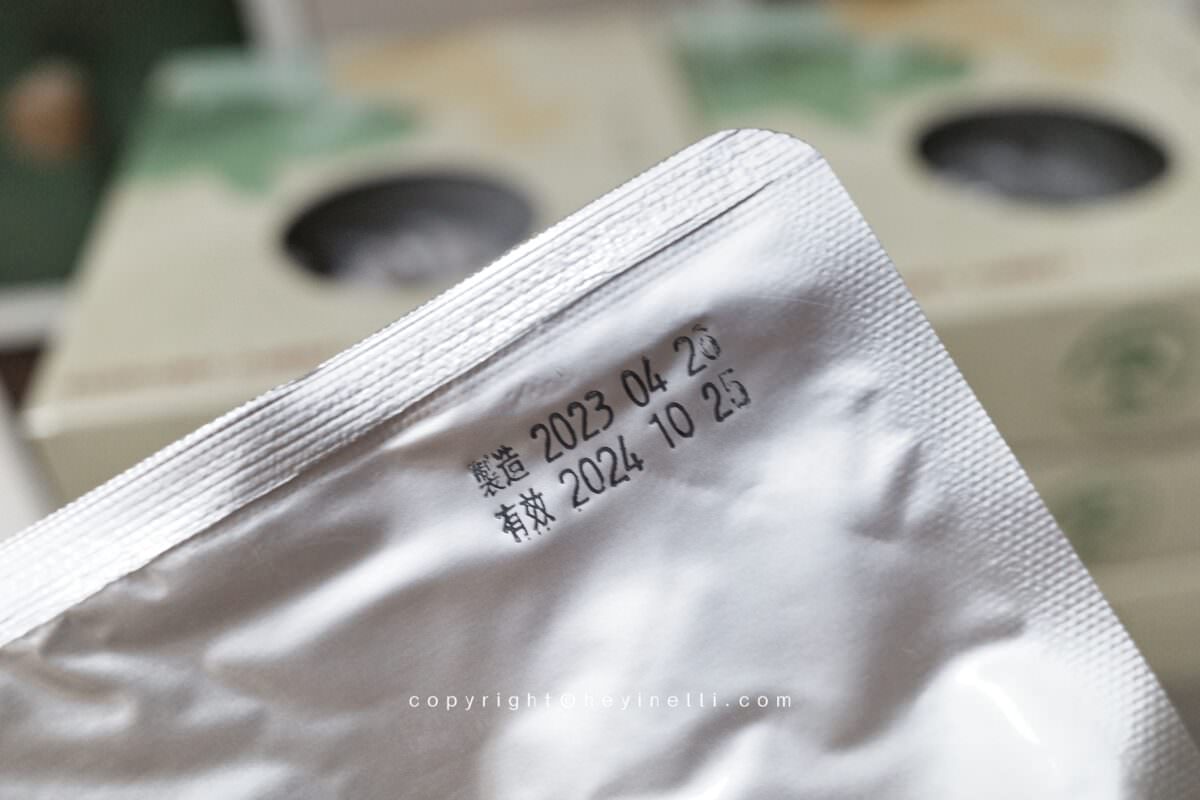 製造 2023 04 26
有效 2024 10 25
copyright©heyinelli.com